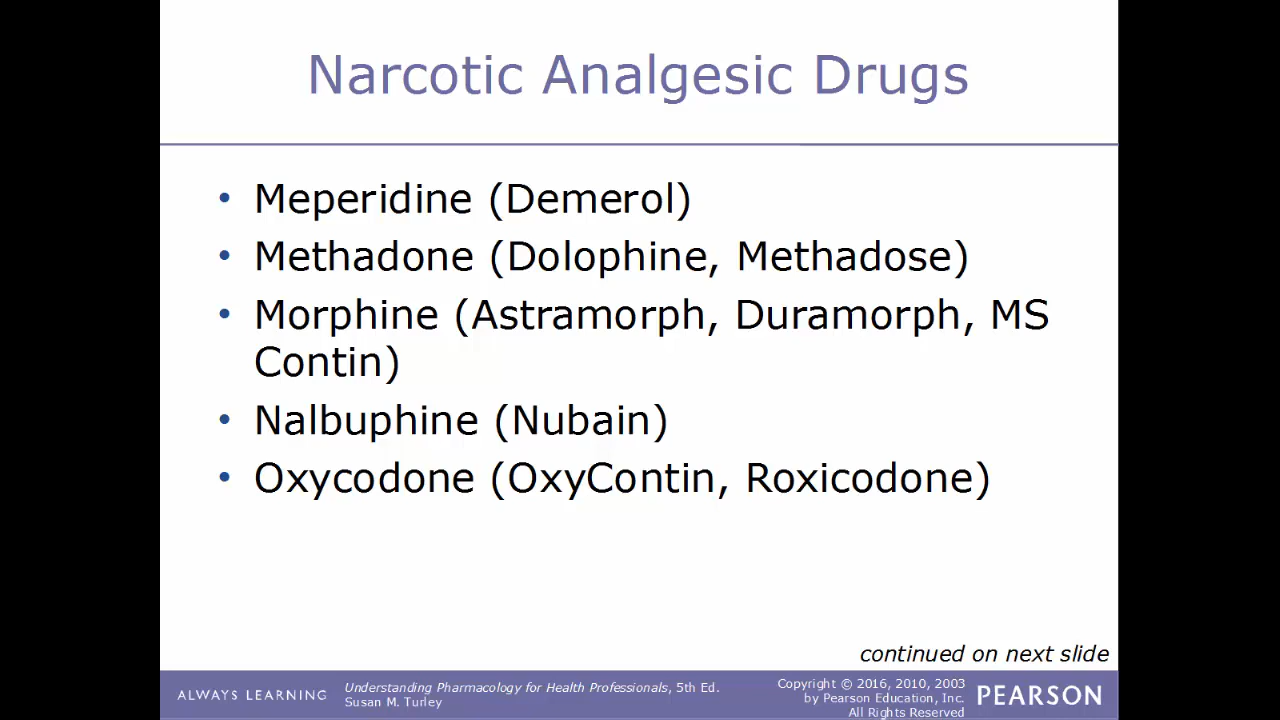 Narcotic Analgesic Drugs
• Meperidine (Demerol)
• Methadone (Dolophine, Methadose)
• Morphine (Astramorph, Duramorph, MS
Contin)
• Nalbuphine (Nubain)
• Oxycodone (OxyContin, Roxicodone)
continued on next slide
ALWAYS LEARNING
Understanding Pharmacology for Health Professionals, 5th Ed.
Susan M. Turley
Copyright © 2016, 2010, 2003
by Pearson Education, Inc.
All Rights Reserved
PEARSON